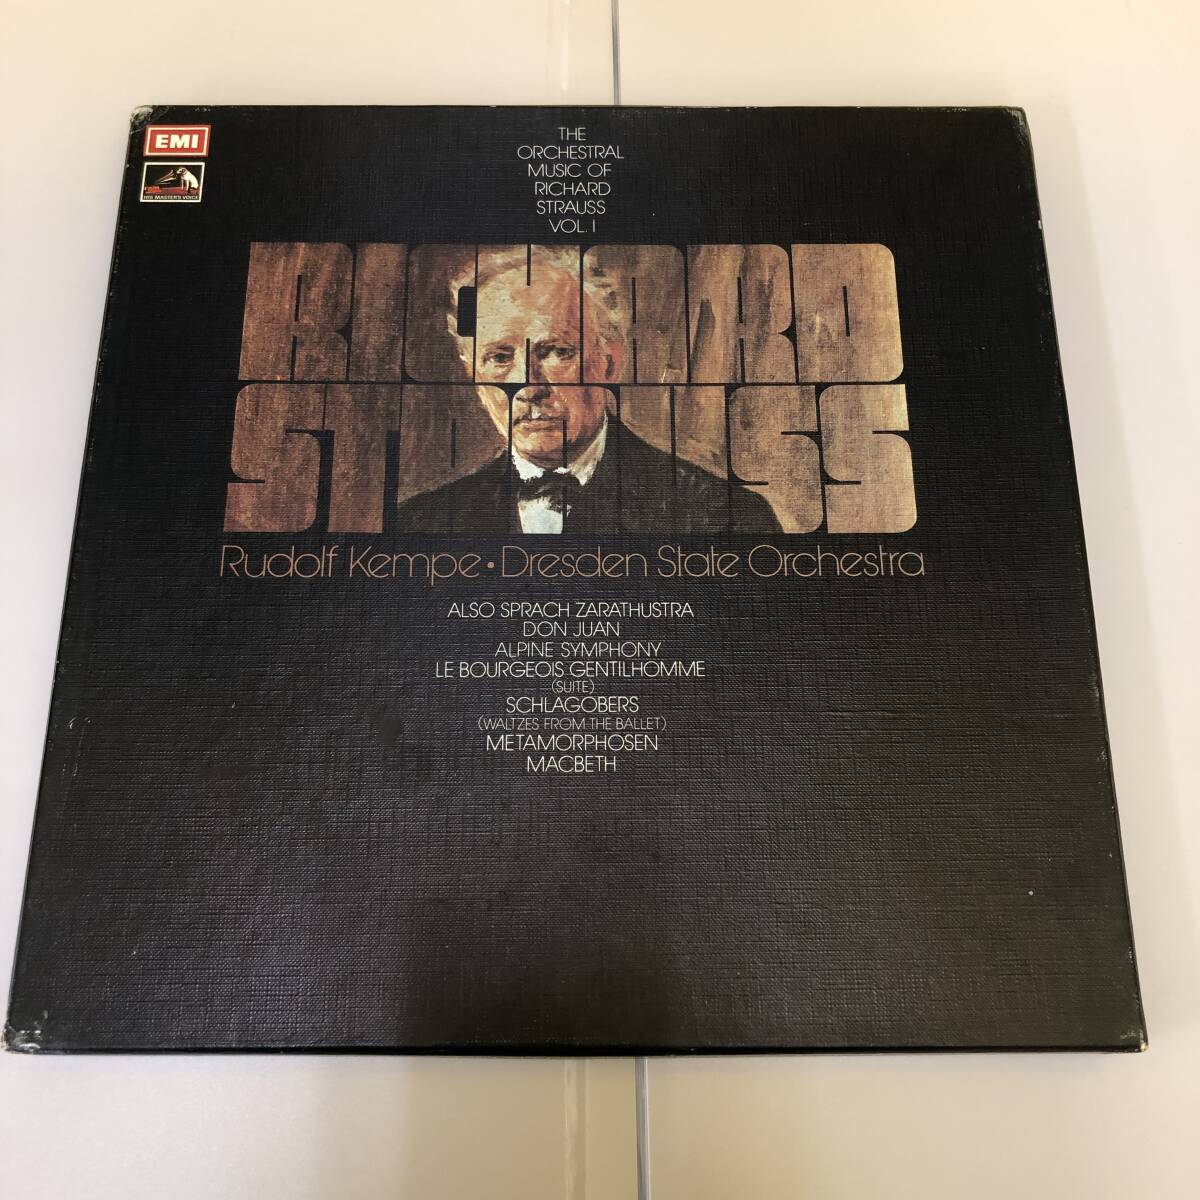 EMI
HIS MASTER'S VOICE
THE
ORCHESTRAL
MUSIC OF
RICHARD
STRAUSS
VOL. I
RICHARD
STRAUSS
Rudolf Kempe • Dresden State Orchestra
ALSO SPRACH ZARATHUSTRA
DON JUAN
ALPINE SYMPHONY
LE BOURGEOIS GENTILHOMME
(SUITE)
SCHLAGOBERS
(WALTZES FROM THE BALLET)
METAMORPHOSEN
MACBETH